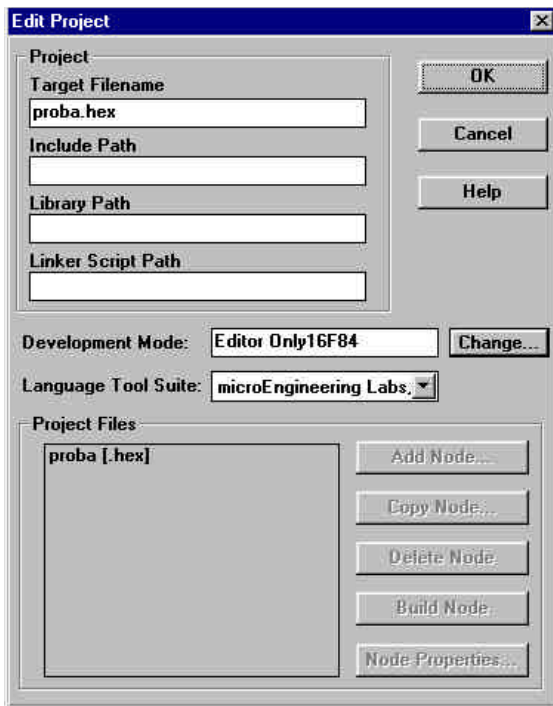 Edit Project
Project
Target Filename
proba.hex
Include Path
Library Path
Linker Script Path
OK
Cancel
Help
Development Mode: Editor Only16F84 Change...
Language Tool Suite: microEngineering Labs,
Project Files
proba [.hex]
Add Node...
Copy Node...
Delete Node
Build Node
Node Properties...